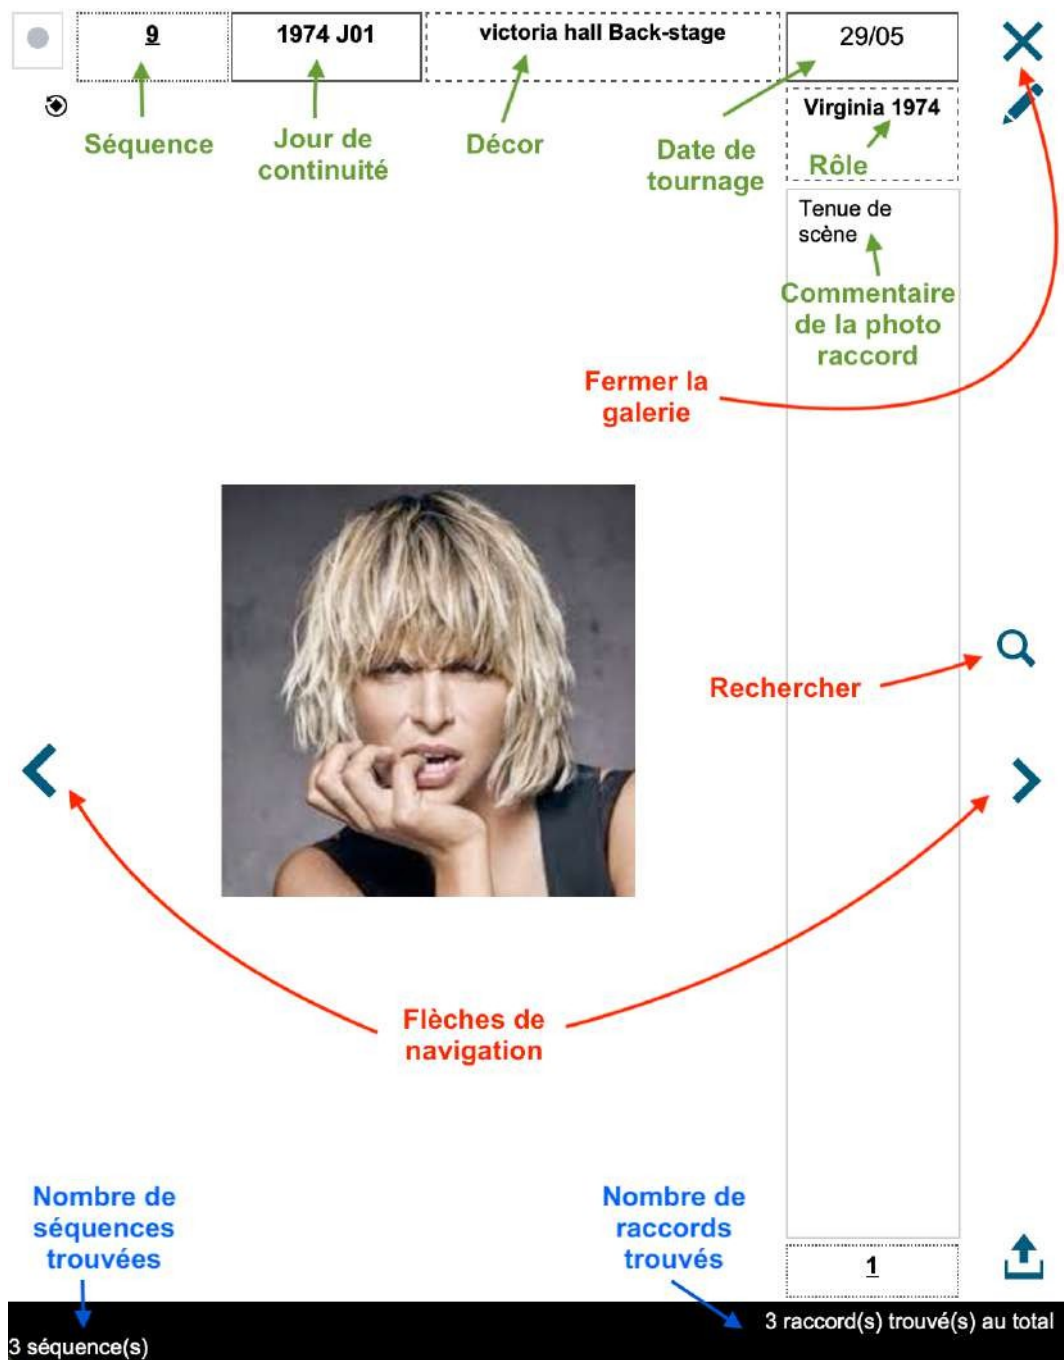 9
1974 J01
victoria hall Back-stage
29/05
Virginia 1974
Séquence
Jour de
continuité
Décor
Date de
tournage
Rôle
Tenue de
scène
Commentaire
de la photo
raccord
Fermer la
galerie
Rechercher
Flèches de
navigation
Nombre de
séquences
trouvées
Nombre de
raccords
trouvés
1
3 raccord(s) trouvé(s) au total
3 séquence(s)